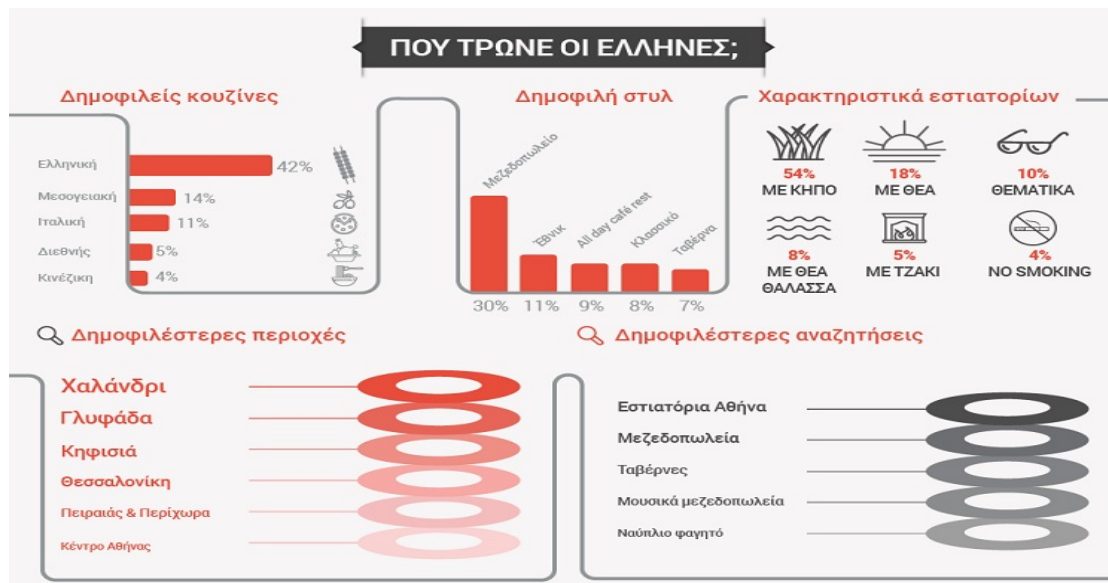 ΠΟΥ ΤΡΩΝΕ ΟΙ ΕΛΛΗΝΕΣ;
Δημοφιλείς κουζίνες
Ελληνική 42%
Μεσογειακή 14%
Ιταλική 11%
Διεθνής 5%
Κινέζικη 4%
Δημοφιλή στυλ
Μεζεδοπωλείο
Έθνικ
All day café rest
Κλασσικό
Ταβέρνα
30% 11% 9% 8% 7%
Χαρακτηριστικά εστιατορίων
54%
ΜΕ ΚΗΠΟ
18%
ΜΕ ΘΕΑ
10%
ΘΕΜΑΤΙΚΑ
8%
ΜΕ ΘΕΑ
ΘΑΛΑΣΣΑ
5%
ΜΕ ΤΖΑΚΙ
4%
NO SMOKING
Δημοφιλέστερες περιοχές
Χαλάνδρι
Γλυφάδα
Κηφισιά
Θεσσαλονίκη
Πειραιάς & Περίχωρα
Κέντρο Αθήνας
Δημοφιλέστερες αναζητήσεις
Εστιατόρια Αθήνα
Μεζεδοπωλεία
Ταβέρνες
Μουσικά μεζεδοπωλεία
Ναύπλιο φαγητό